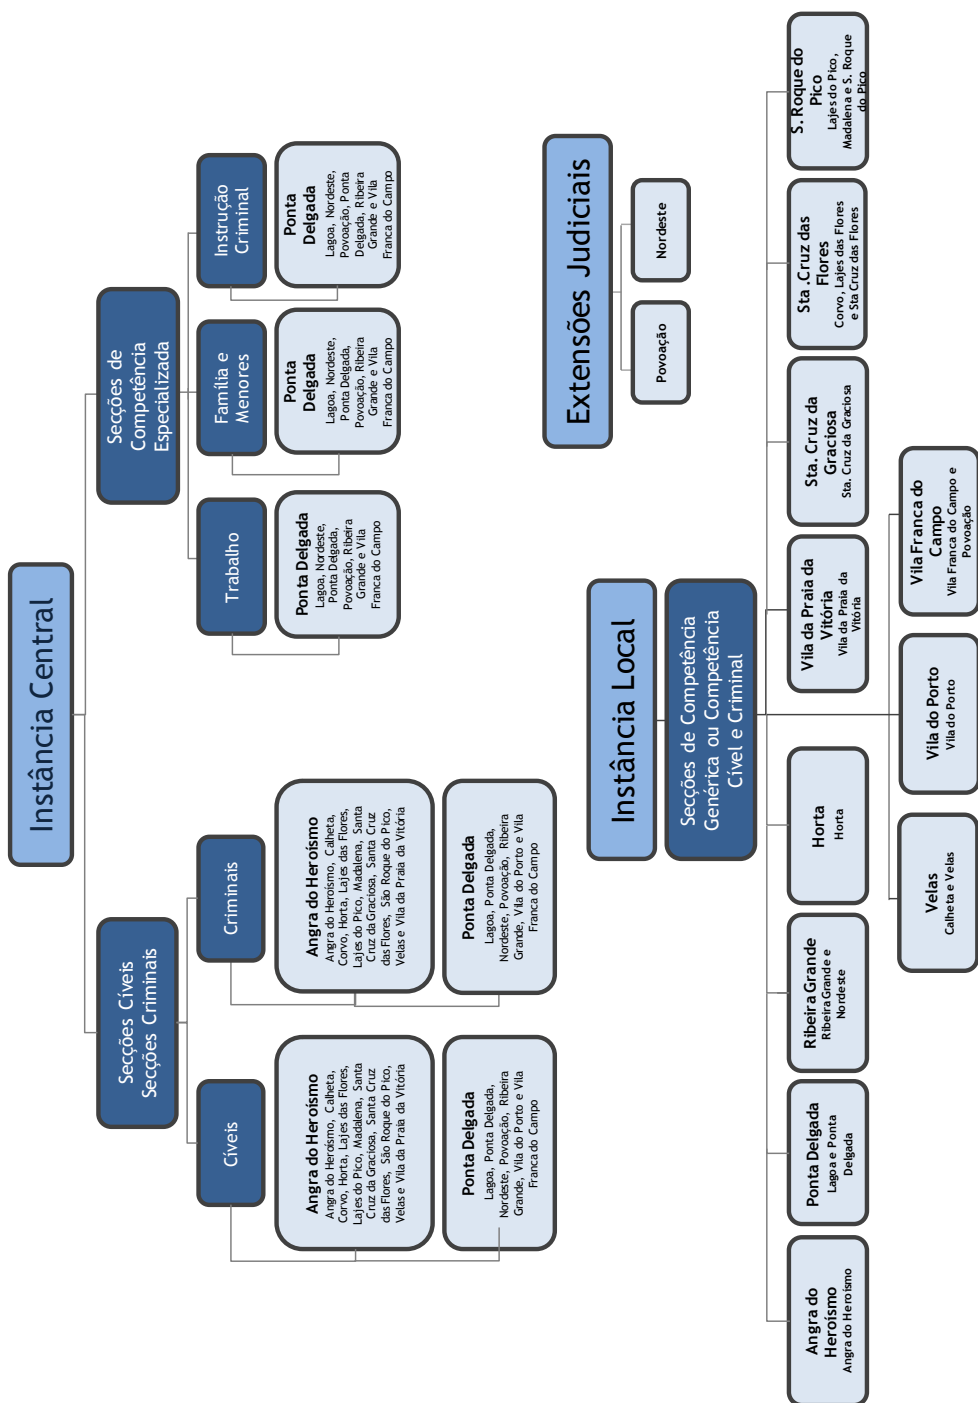 Instância Central
Secções Cíveis
Secções Criminais
Secções de
Competência
Especializada
Cíveis
Criminais
Trabalho
Família e
Menores
Instrução
Criminal
Angra do Heroísmo
Angra do Heroísmo, Calheta,
Corvo, Horta, Lajes das Flores,
Lajes do Pico, Madalena, Santa
Cruz da Graciosa, Santa Cruz
das Flores, São Roque do Pico,
Velas e Vila da Praia da Vitória
Ponta Delgada
Lagoa, Ponta Delgada,
Nordeste, Povoação, Ribeira
Grande, Vila do Porto e Vila
Franca do Campo
Angra do Heroísmo
Angra do Heroísmo, Calheta,
Corvo, Horta, Lajes das Flores,
Lajes do Pico, Madalena, Santa
Cruz da Graciosa, Santa Cruz
das Flores, São Roque do Pico,
Velas e Vila da Praia da Vitória
Ponta Delgada
Lagoa, Ponta Delgada,
Nordeste, Povoação, Ribeira
Grande, Vila do Porto e Vila
Franca do Campo
Ponta Delgada
Lagoa, Nordeste,
Ponta Delgada,
Povoação, Ribeira
Grande e Vila
Franca do Campo
Ponta
Delgada
Lagoa, Nordeste,
Ponta Delgada,
Povoação, Ribeira
Grande e Vila
Franca do Campo
Ponta
Delgada
Lagoa, Nordeste,
Povoação, Ponta
Delgada, Ribeira
Grande e Vila
Franca do Campo
Extensões Judiciais
Povoação
Nordeste
Instância Local
Secções de Competência
Genérica ou Competência
Cível e Criminal
Angra do
Heroísmo
Angra do Heroísmo
Ponta Delgada
Lagoa e Ponta
Delgada
Ribeira Grande
Ribeira Grande e
Nordeste
Horta
Horta
Vila da Praia da
Vitória
Vila da Praia da
Vitória
Sta. Cruz da
Graciosa
Sta. Cruz da Graciosa
Sta .Cruz das
Flores
Corvo, Lajes das Flores
e Sta Cruz das Flores
S. Roque do
Pico
Lajes do Pico,
Madalena e S. Roque
do Pico
Velas
Calheta e Velas
Vila do Porto
Vila do Porto
Vila Franca do
Campo
Vila Franca do Campo e
Povoação